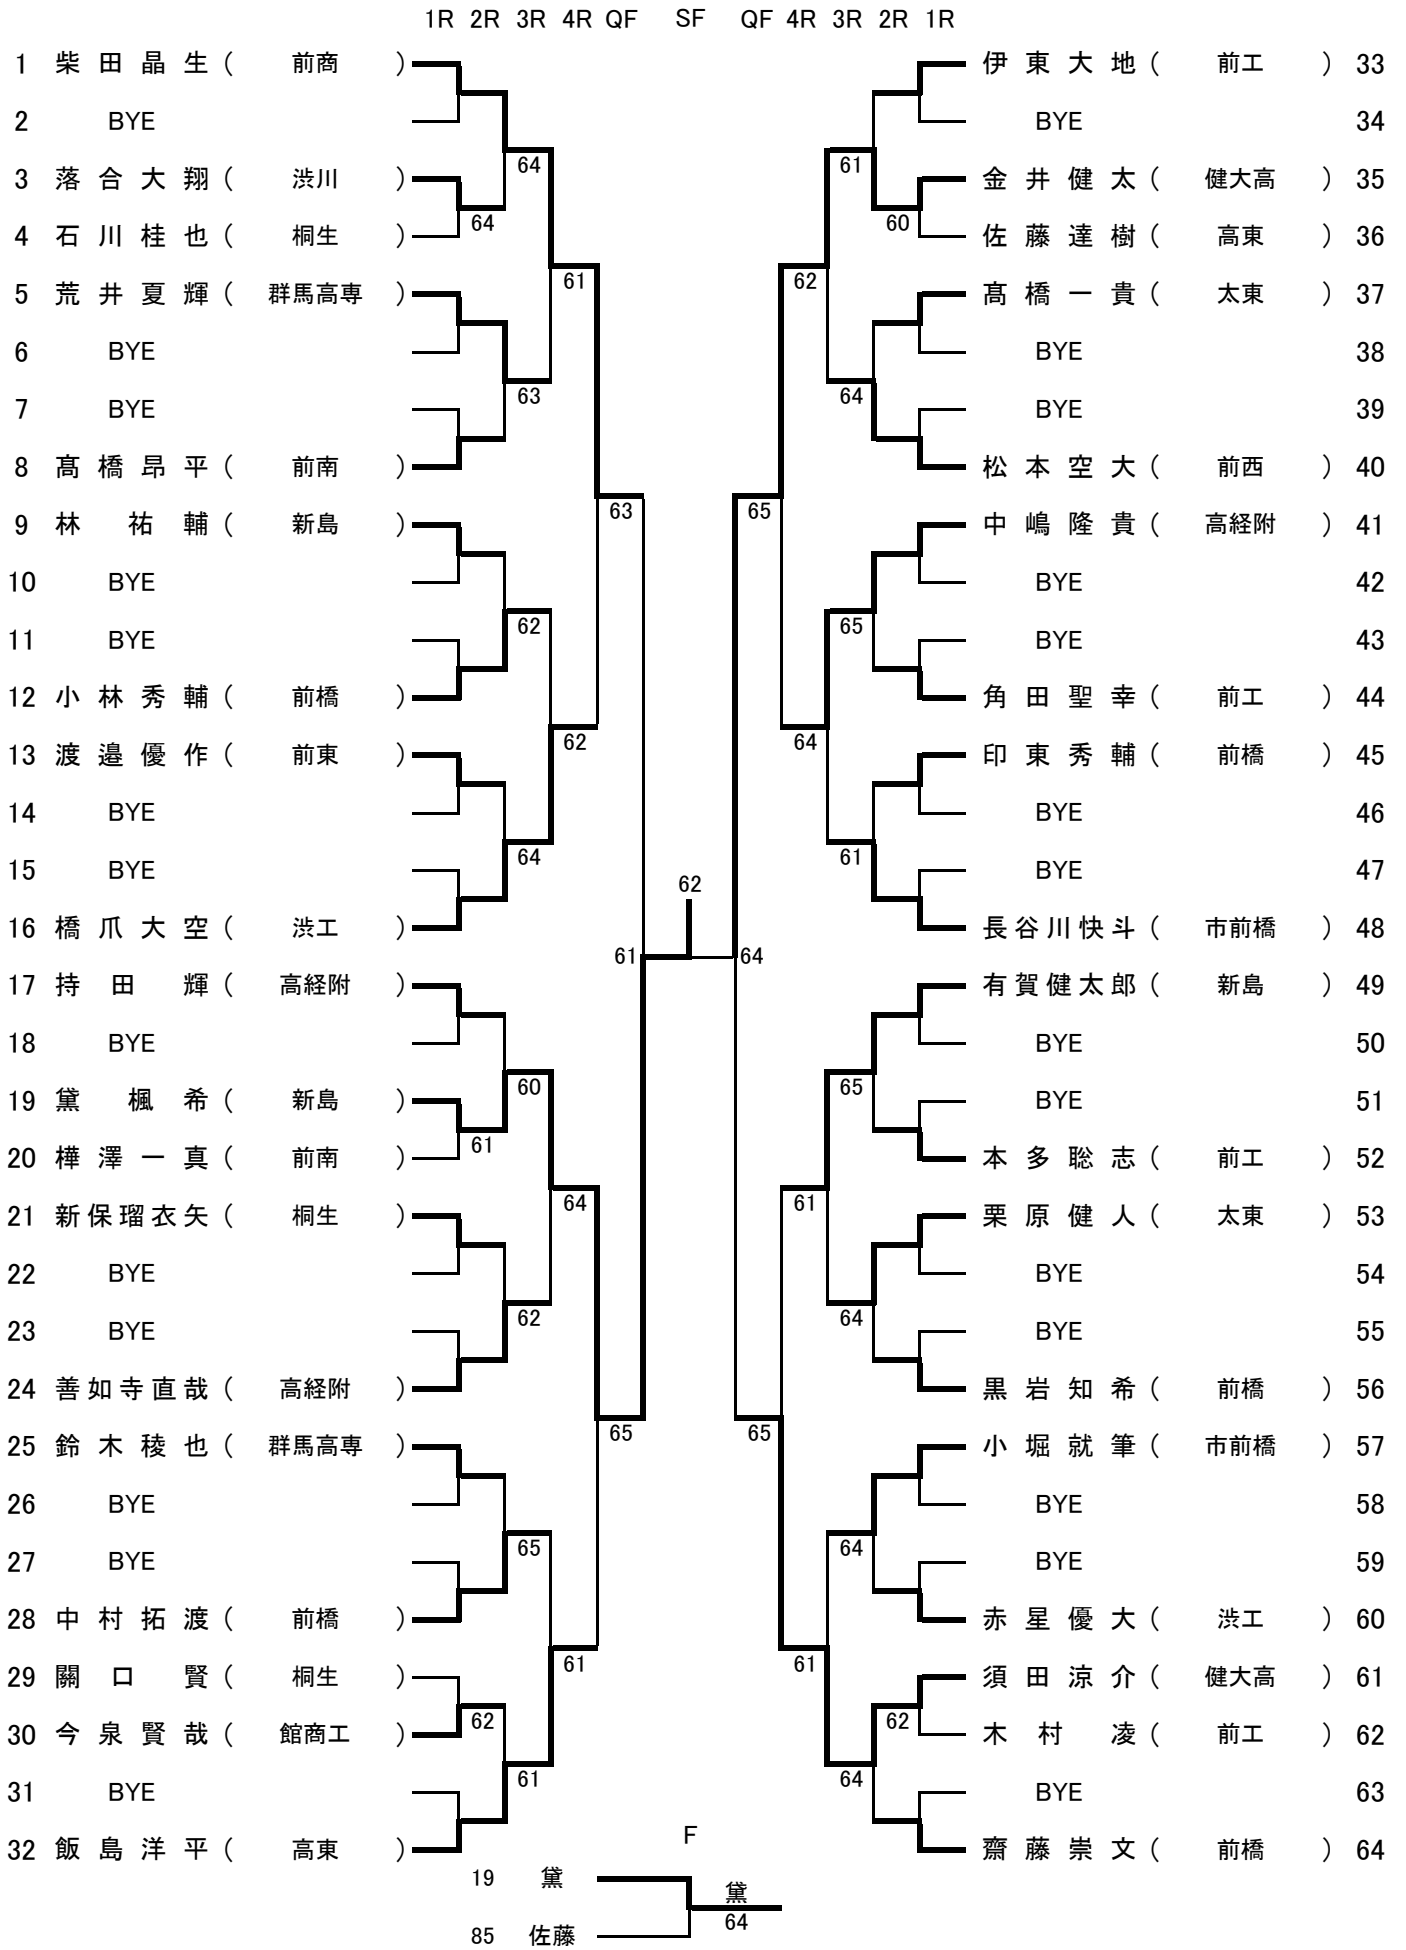 1R 2R 3R 4R QF SF QF 4R 3R 2R 1R
1 柴田晶生 ( 前商 ) 伊東大地 ( 前工 ) 33
2 BYE BYE 34
64 61
3 落合大翔 ( 渋川 ) 金井健太 ( 健大高 ) 35
64 60
4 石川桂也 ( 桐生 ) 佐藤達樹 ( 高東 ) 36
61 62
5 荒井夏輝 ( 群馬高専 ) 髙橋一貴 ( 太東 ) 37
6 BYE BYE 38
63 64
7 BYE BYE 39
8 髙橋昂平 ( 前南 ) 松本空大 ( 前西 ) 40
63 65
9 林祐輔 ( 新島 ) 中嶋隆貴 ( 高経附 ) 41
10 BYE BYE 42
62 65
11 BYE BYE 43
12 小林秀輔 ( 前橋 ) 角田聖幸 ( 前工 ) 44
62 64
13 渡邉優作 ( 前東 ) 印東秀輔 ( 前橋 ) 45
14 BYE BYE 46
64 61
15 BYE BYE 47
62
16 橋爪大空 ( 渋工 ) 長谷川快斗 ( 市前橋 ) 48
61 64
17 持田輝 ( 高経附 ) 有賀健太郎 ( 新島 ) 49
18 BYE BYE 50
60 65
19 黛楓希 ( 新島 ) BYE 51
61
20 樺澤一真 ( 前南 ) 本多聡志 ( 前工 ) 52
64 61
21 新保瑠衣矢 ( 桐生 ) 栗原健人 ( 太東 ) 53
22 BYE BYE 54
62 64
23 BYE BYE 55
24 善如寺直哉 ( 高経附 ) 黒岩知希 ( 前橋 ) 56
65 65
25 鈴木稜也 ( 群馬高専 ) 小堀就筆 ( 市前橋 ) 57
26 BYE BYE 58
65 64
27 BYE BYE 59
28 中村拓渡 ( 前橋 ) 赤星優大 ( 渋工 ) 60
61 61
29 關口賢 ( 桐生 ) 須田涼介 ( 健大高 ) 61
62 62
30 今泉賢哉 ( 館商工 ) 木村凌 ( 前工 ) 62
61 64
31 BYE BYE 63
F
32 飯島洋平 ( 高東 ) 齋藤崇文 ( 前橋 ) 64
19 黛
黛
64
85 佐藤